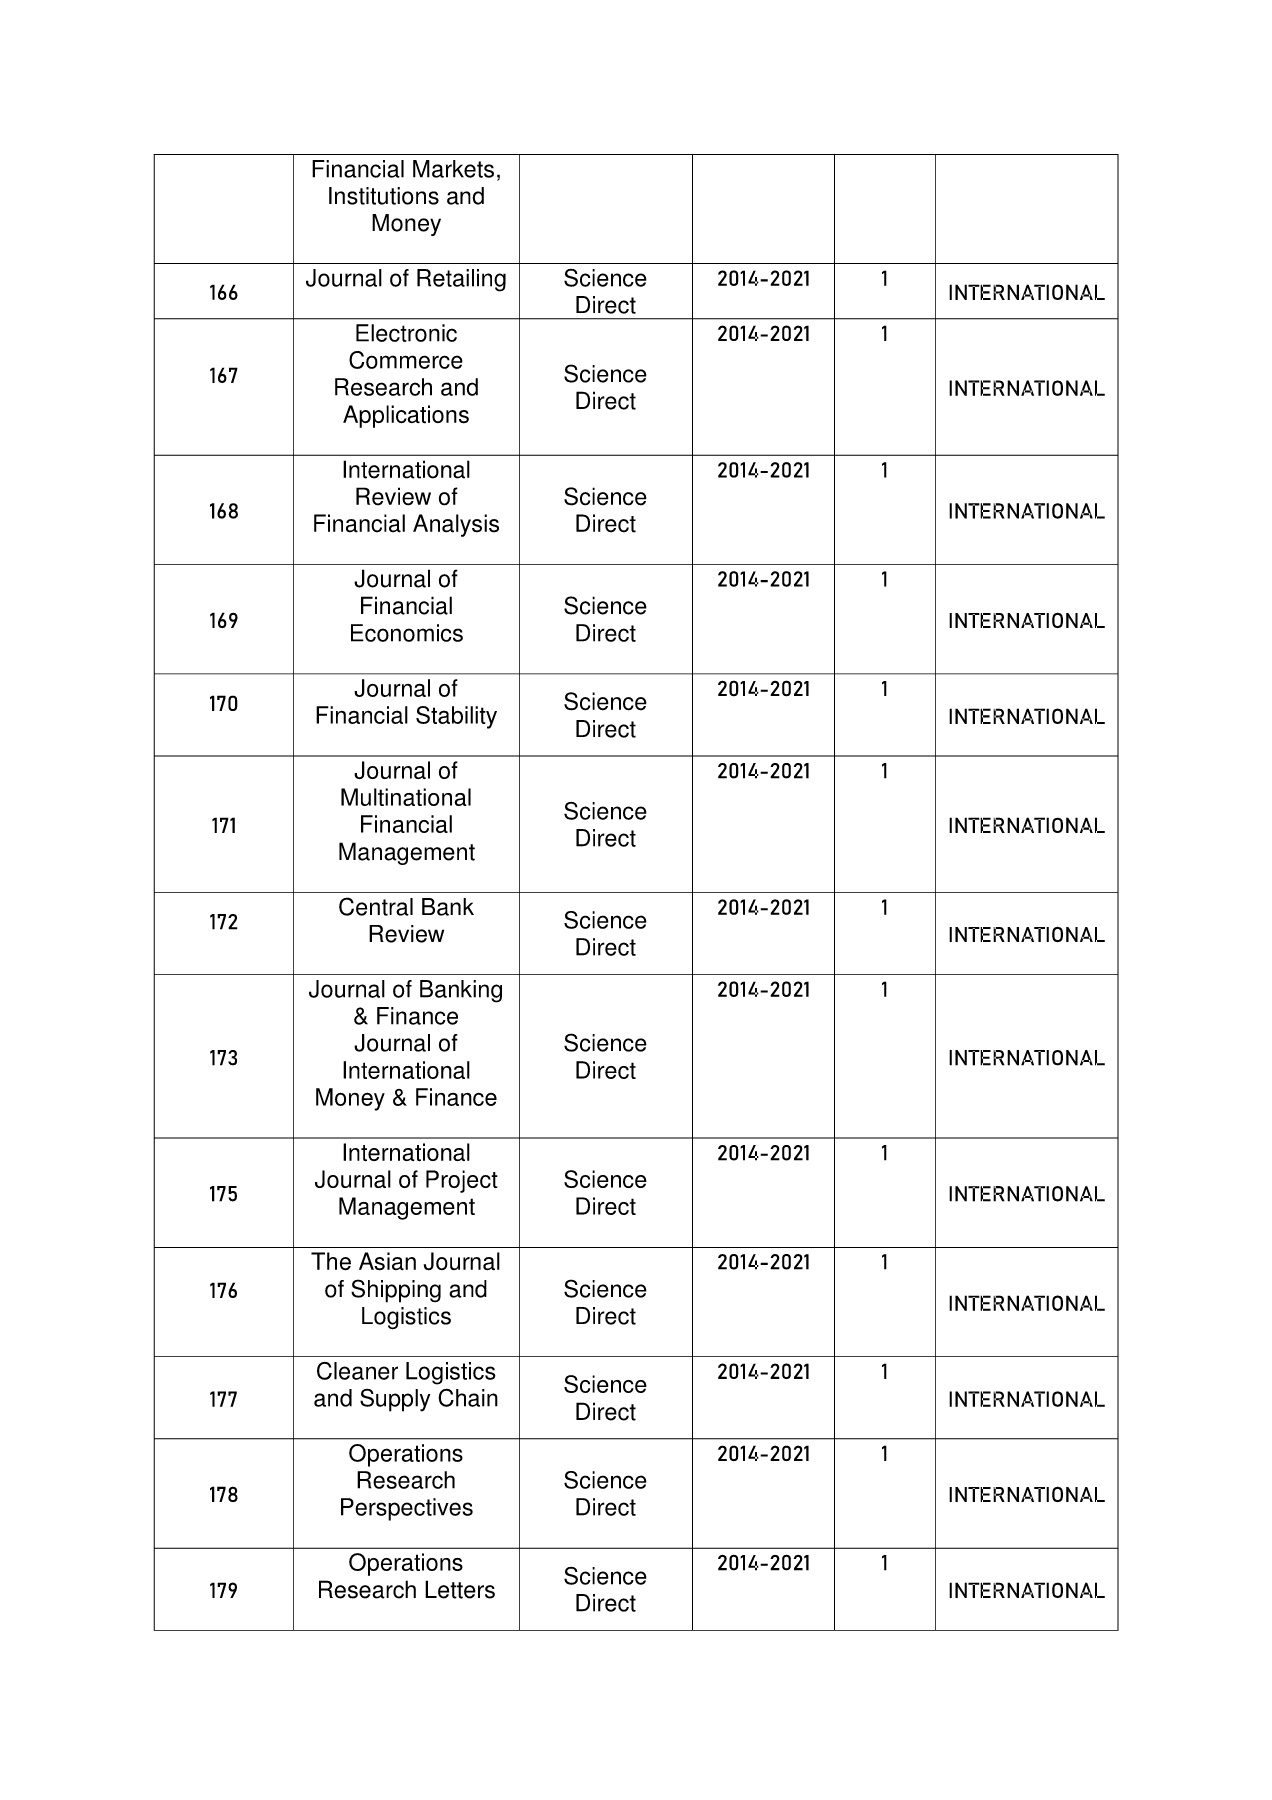 Financial Markets,
Institutions and
Money
166
Journal of Retailing
Science
Direct
2014-2021
1
INTERNATIONAL
167
Electronic
Commerce
Research and
Applications
Science
Direct
2014-2021
1
INTERNATIONAL
168
International
Review of
Financial Analysis
Science
Direct
2014-2021
1
INTERNATIONAL
169
Journal of
Financial
Economics
Science
Direct
2014-2021
1
INTERNATIONAL
170
Journal of
Financial Stability
Science
Direct
2014-2021
1
INTERNATIONAL
171
Journal of
Multinational
Financial
Management
Science
Direct
2014-2021
1
INTERNATIONAL
172
Central Bank
Review
Science
Direct
2014-2021
1
INTERNATIONAL
173
Journal of Banking
& Finance
Journal of
International
Money & Finance
Science
Direct
2014-2021
1
INTERNATIONAL
175
International
Journal of Project
Management
Science
Direct
2014-2021
1
INTERNATIONAL
176
The Asian Journal
of Shipping and
Logistics
Science
Direct
2014-2021
1
INTERNATIONAL
177
Cleaner Logistics
and Supply Chain
Science
Direct
2014-2021
1
INTERNATIONAL
178
Operations
Research
Perspectives
Science
Direct
2014-2021
1
INTERNATIONAL
179
Operations
Research Letters
Science
Direct
2014-2021
1
INTERNATIONAL